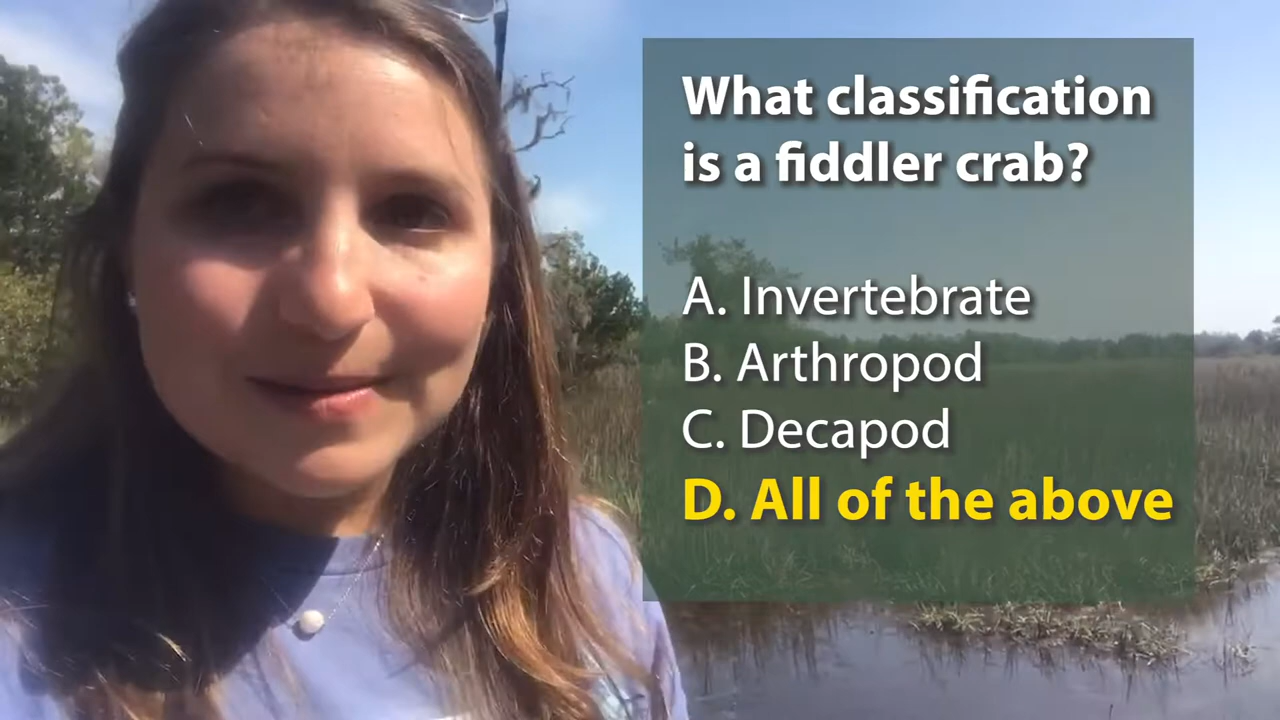 What classification
is a fiddler crab?
A. Invertebrate
B. Arthropod
C. Decapod
D. All of the above